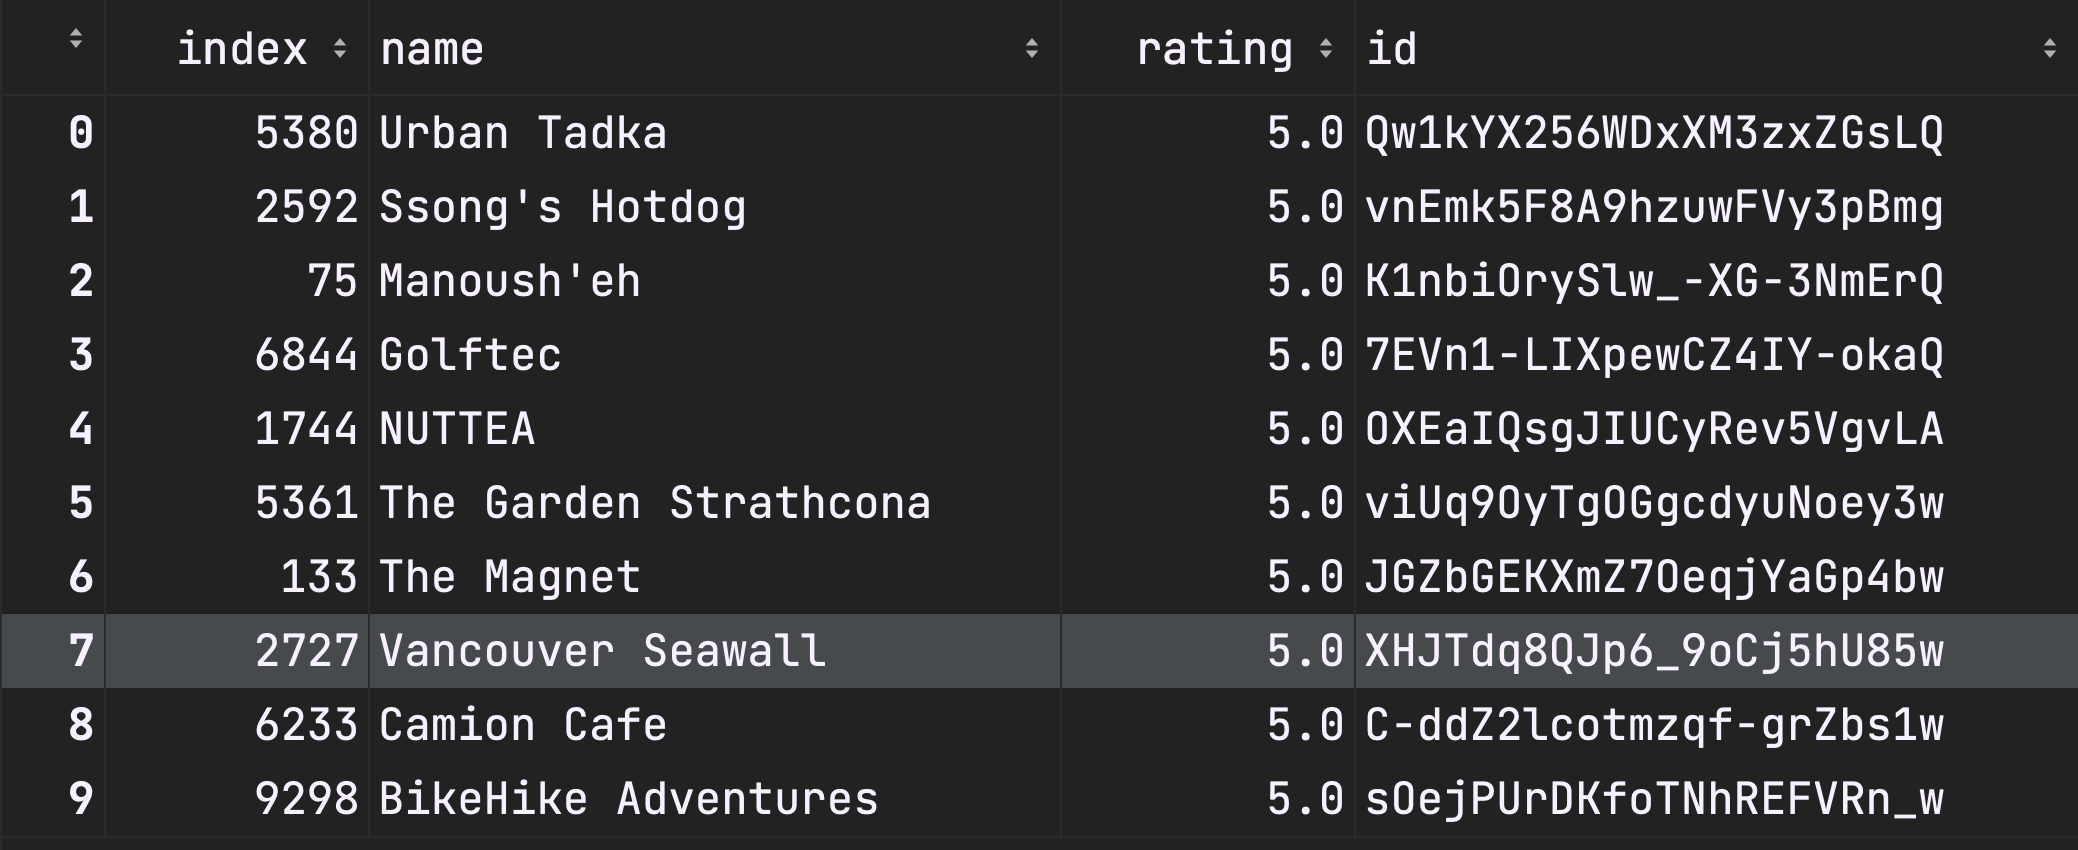 index name rating id
0 5380 Urban Tadka 5.0 Qw1kYX256WDxXM3zxZGsLQ
1 2592 Ssong's Hotdog 5.0 vnEmk5F8A9hzuwFVy3pBmg
2 75 Manoush'eh 5.0 K1nbiOrySlw_-XG-3NmErQ
3 6844 Golftec 5.0 7EVn1-LIXpewCZ4IY-okaQ
4 1744 NUTTEA 5.0 OXEaIQsgJIUCyRev5VgvLA
5 5361 The Garden Strathcona 5.0 viUq9OyTgOGgcdyuNoey3w
6 133 The Magnet 5.0 JGZbGEKXmZ7OeqjYaGp4bw
7 2727 Vancouver Seawall 5.0 XHJTdq8QJp6_9oCj5hU85w
8 6233 Camion Cafe 5.0 C-ddZ2lcotmzqf-grZbs1w
9 9298 BikeHike Adventures 5.0 sOejPUrDKfoTNhREFVRn_w